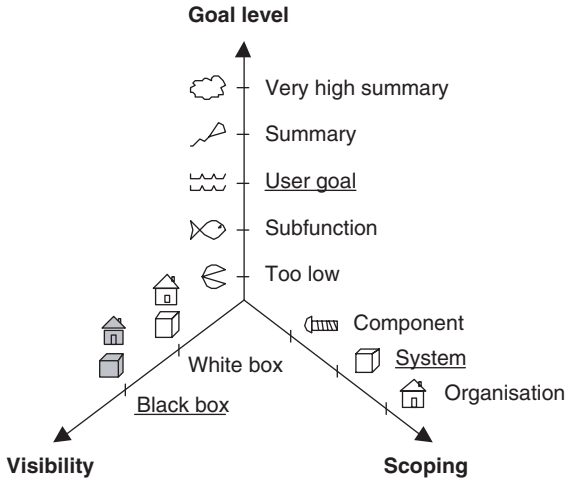 Goal level
Very high summary
Summary
User goal
Subfunction
Too low
Component
White box
System
Organisation
Black box
Visibility
Scoping